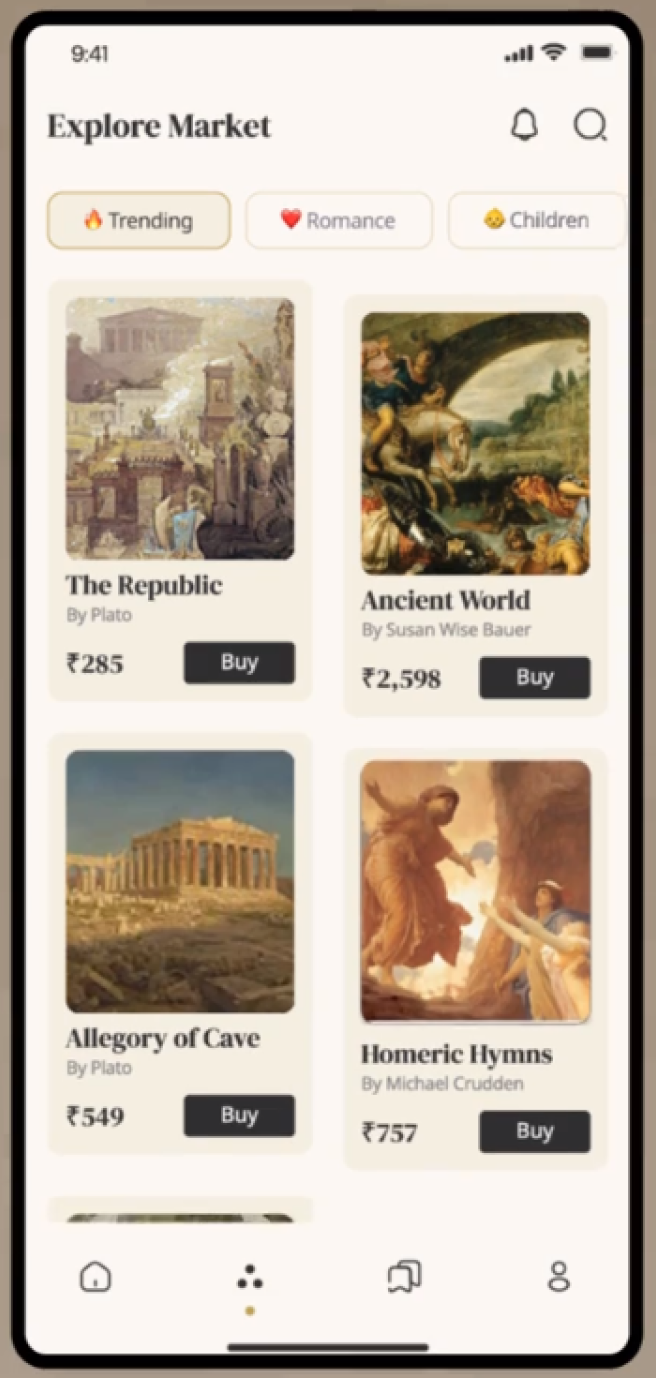 9:41
Explore Market
Trending
Romance
Children
The Republic
By Plato
₹285
Buy
Ancient World
By Susan Wise Bauer
₹2,598
Buy
Allegory of Cave
By Plato
₹549
Buy
Homeric Hymns
By Michael Crudden
₹757
Buy